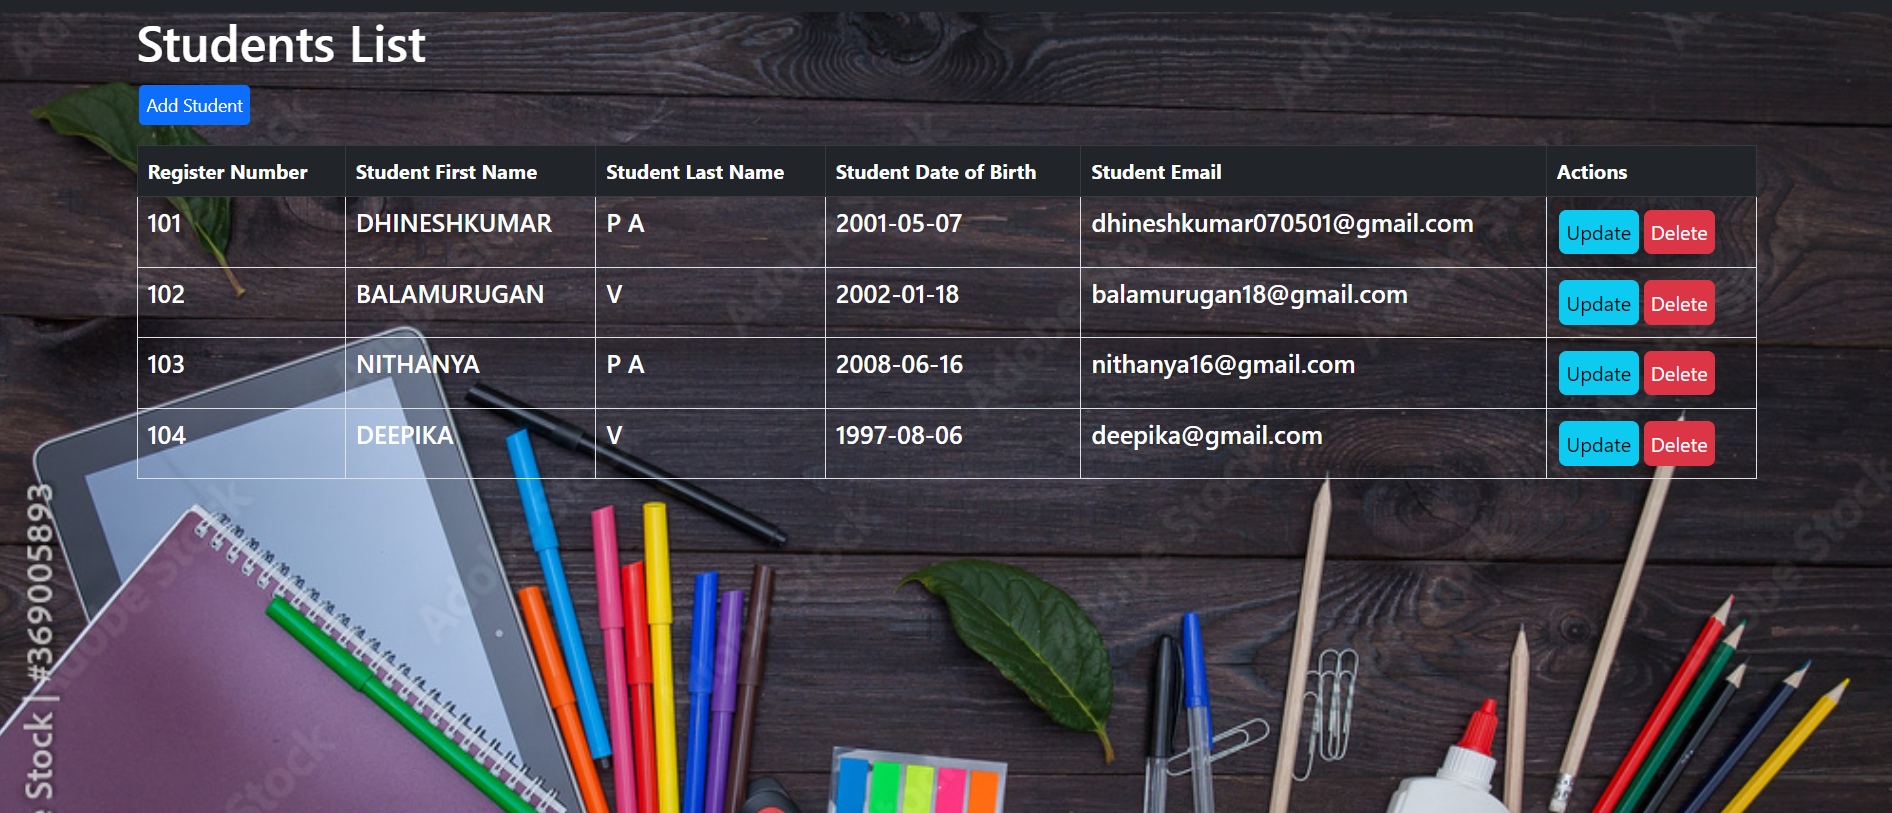 Students List
Add Student
Register Number Student First Name Student Last Name Student Date of Birth Student Email Actions
101 DHINESHKUMAR P A 2001-05-07 dhineshkumar070501@gmail.com Update Delete
102 BALAMURUGAN V 2002-01-18 balamurugan18@gmail.com Update Delete
103 NITHANYA P A 2008-06-16 nithanya16@gmail.com Update Delete
104 DEEPIKA V 1997-08-06 deepika@gmail.com Update Delete
Stock | #369005893
Adobe Stock